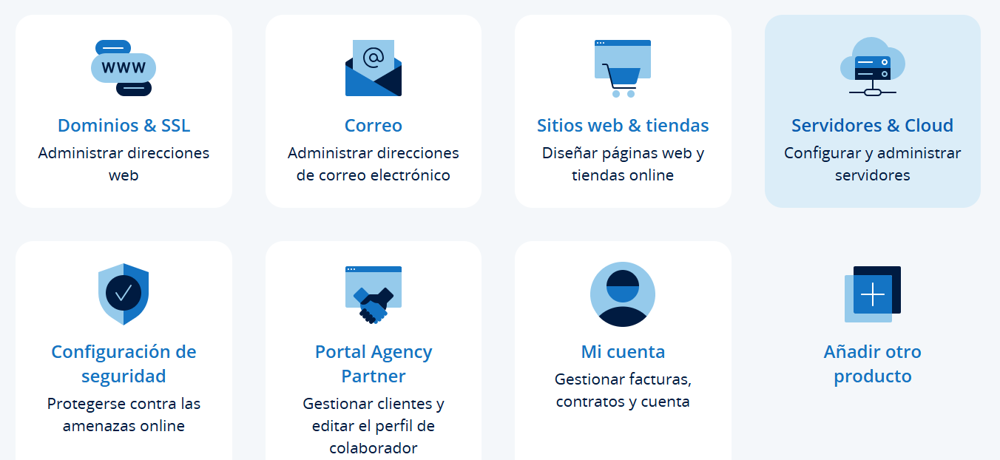 WWW
Dominios & SSL
Administrar direcciones
web
@
Correo
Administrar direcciones
de correo electrónico
Sitios web & tiendas
Diseñar páginas web y
tiendas online
Servidores & Cloud
Configurar y administrar
servidores
Configuración de
seguridad
Protegerse contra las
amenazas online
Portal Agency
Partner
Gestionar clientes y
editar el perfil de
colaborador
Mi cuenta
Gestionar facturas,
contratos y cuenta
Añadir otro
producto